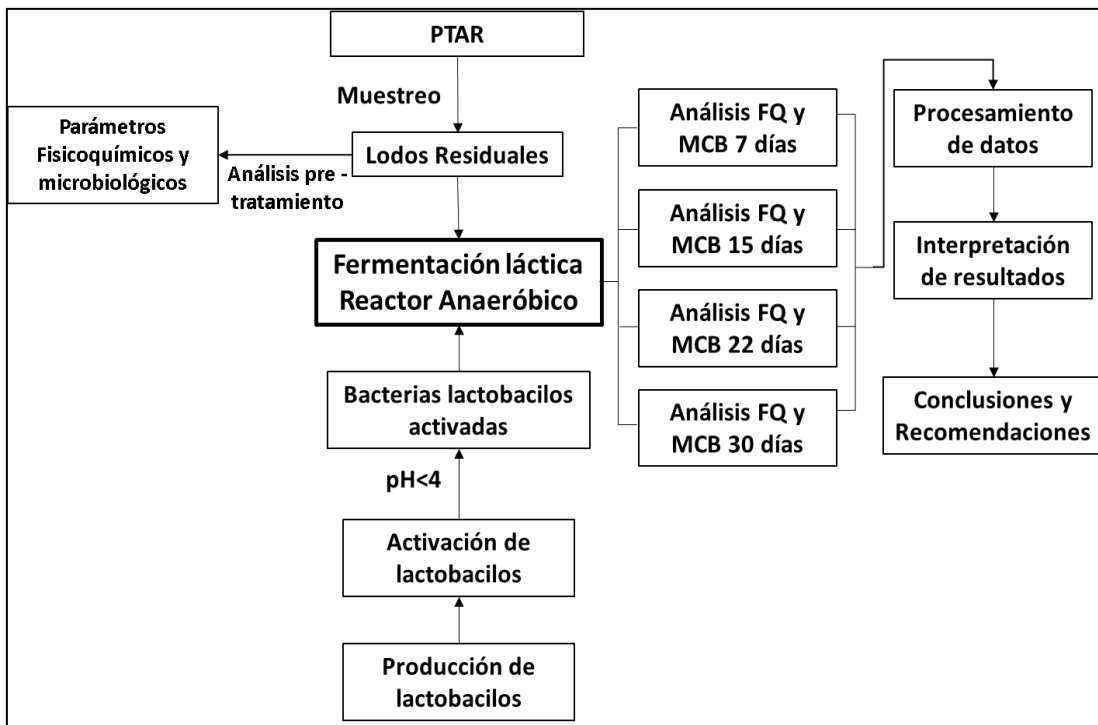 PTAR
Muestreo
Parámetros
Fisicoquímicos y
microbiológicos
Análisis pre -
tratamiento
Lodos Residuales
Fermentación láctica
Reactor Anaeróbico
Bacterias lactobacilos
activadas
pH<4
Activación de
lactobacilos
Producción de
lactobacilos
Análisis FQ y
MCB 7 días
Análisis FQ y
MCB 15 días
Análisis FQ y
MCB 22 días
Análisis FQ y
MCB 30 días
Procesamiento
de datos
Interpretación
de resultados
Conclusiones y
Recomendaciones